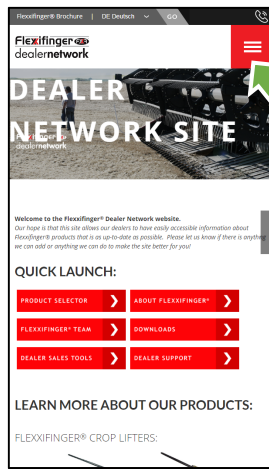 Flexxifinger® Brochure | DE Deutsch GO
Flexxifinger
dealernetwork
DEALER
NETWORK SITE
Flexxifinger
dealernetwork
Welcome to the Flexxifinger® Dealer Network website.
Our hope is that this site allows our dealers to have easily accessible information about
Flexxifinger® products that is as up-to-date as possible. Please let us know if there is anything
we can add or anything we can do to make the site better for you!
QUICK LAUNCH:
PRODUCT SELECTOR
ABOUT FLEXXIFINGER®
FLEXXIFINGER® TEAM
DOWNLOADS
DEALER SALES TOOLS
DEALER SUPPORT
LEARN MORE ABOUT OUR PRODUCTS:
FLEXXIFINGER® CROP LIFTERS: